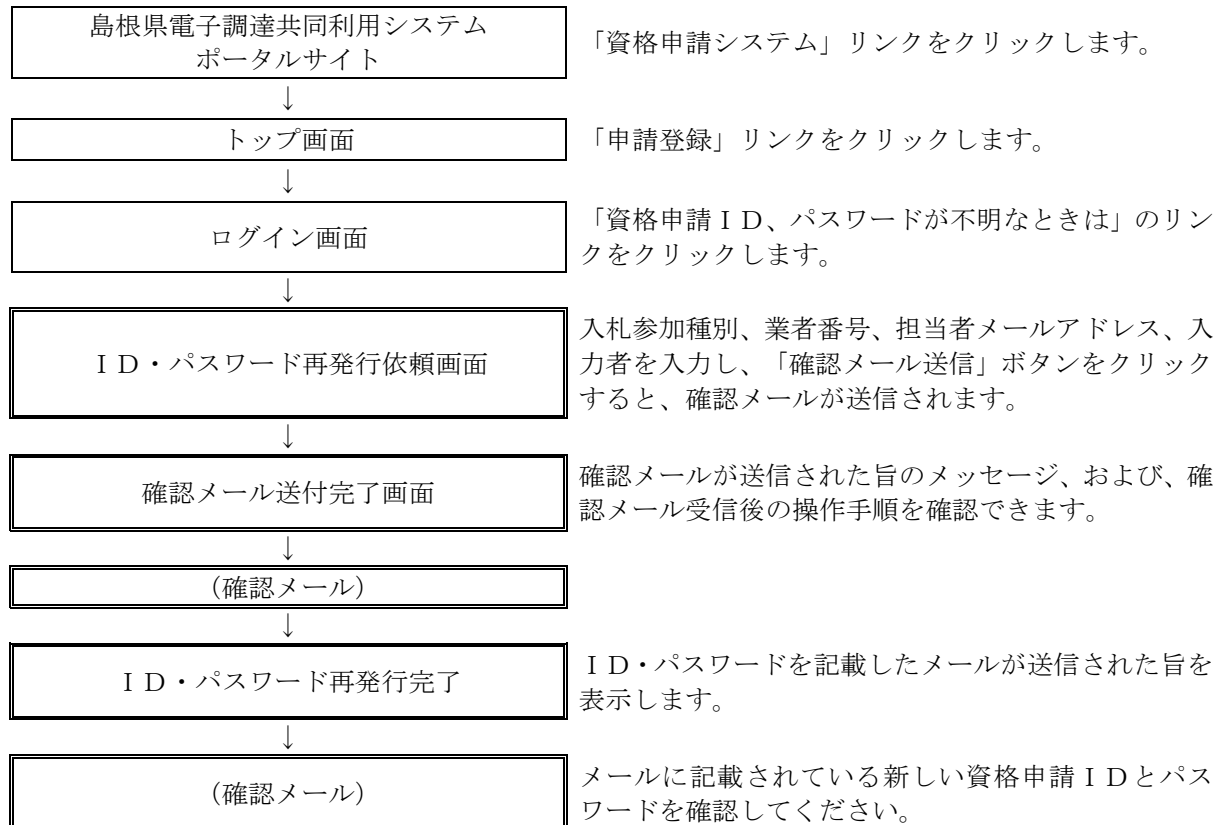 島根県電子調達共同利用システム
ポータルサイト
「資格申請システム」リンクをクリックします。
↓
トップ画面
「申請登録」リンクをクリックします。
↓
ログイン画面
「資格申請ＩＤ、パスワードが不明なときは」のリン
クをクリックします。
↓
ＩＤ・パスワード再発行依頼画面
入札参加種別、業者番号、担当者メールアドレス、入
力者を入力し、「確認メール送信」ボタンをクリック
すると、確認メールが送信されます。
↓
確認メール送付完了画面
確認メールが送信された旨のメッセージ、および、確
認メール受信後の操作手順を確認できます。
↓
（確認メール）
↓
ＩＤ・パスワード再発行完了
ＩＤ・パスワードを記載したメールが送信された旨を
表示します。
↓
（確認メール）
メールに記載されている新しい資格申請ＩＤとパス
ワードを確認してください。